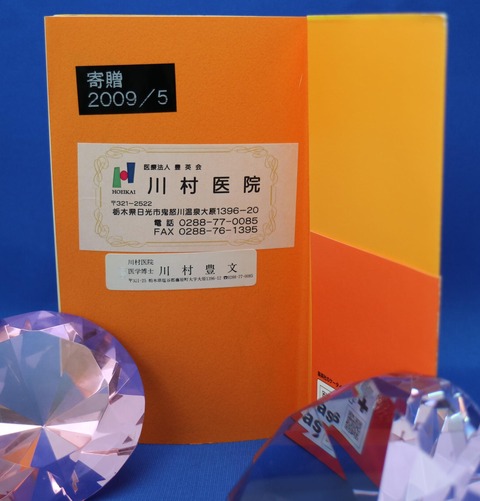 寄贈
2009/5
医療法人 豊英会
HOEIKAI
川村医院
〒321-2522
栃木県日光市鬼怒川温泉大原1396-20
電話 0288-77-0085
FAX 0288-76-1395
川村医院
医学博士 川村豊文